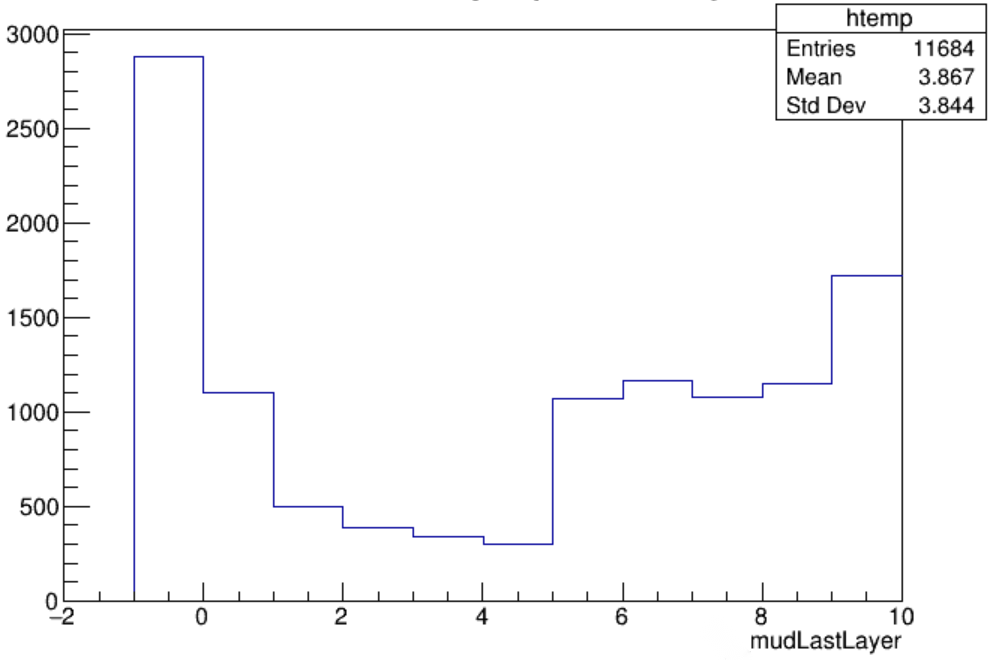 htemp
Entries 11684
Mean 3.867
Std Dev 3.844
3000
2500
2000
1500
1000
500
0
−2 0 2 4 6 8 10
mudLastLayer